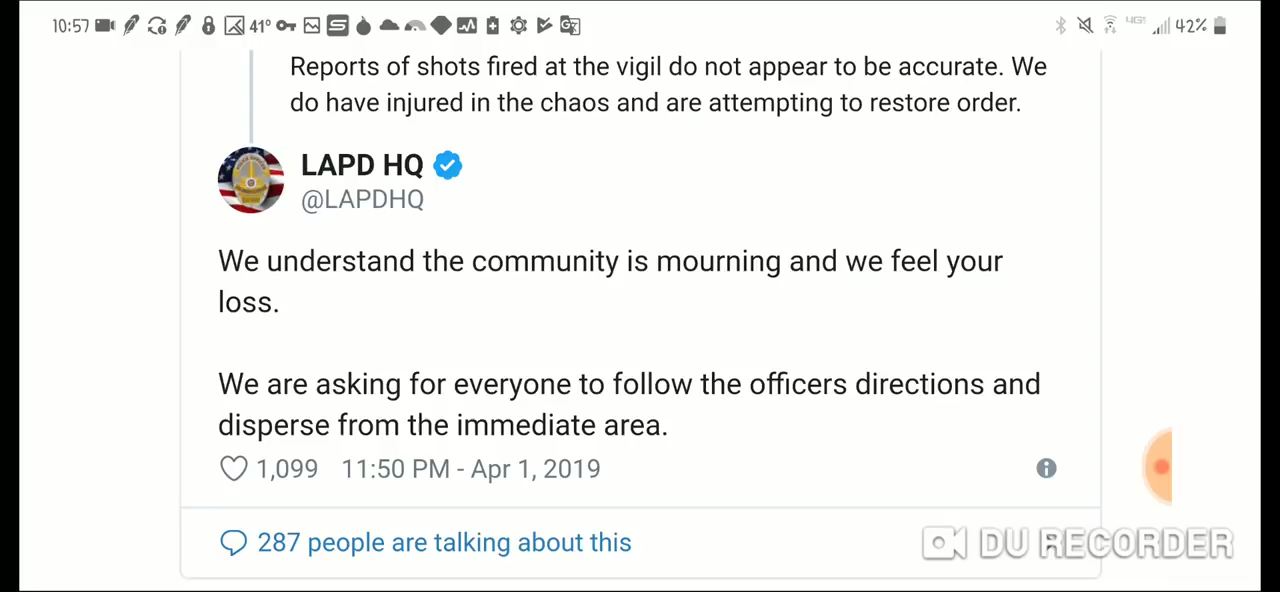 10:57 41° 4G 42%
Reports of shots fired at the vigil do not appear to be accurate. We
do have injured in the chaos and are attempting to restore order.
LAPD HQ
@LAPDHQ
We understand the community is mourning and we feel your
loss.
We are asking for everyone to follow the officers directions and
disperse from the immediate area.
1,099 11:50 PM - Apr 1, 2019
287 people are talking about this
DU RECORDER